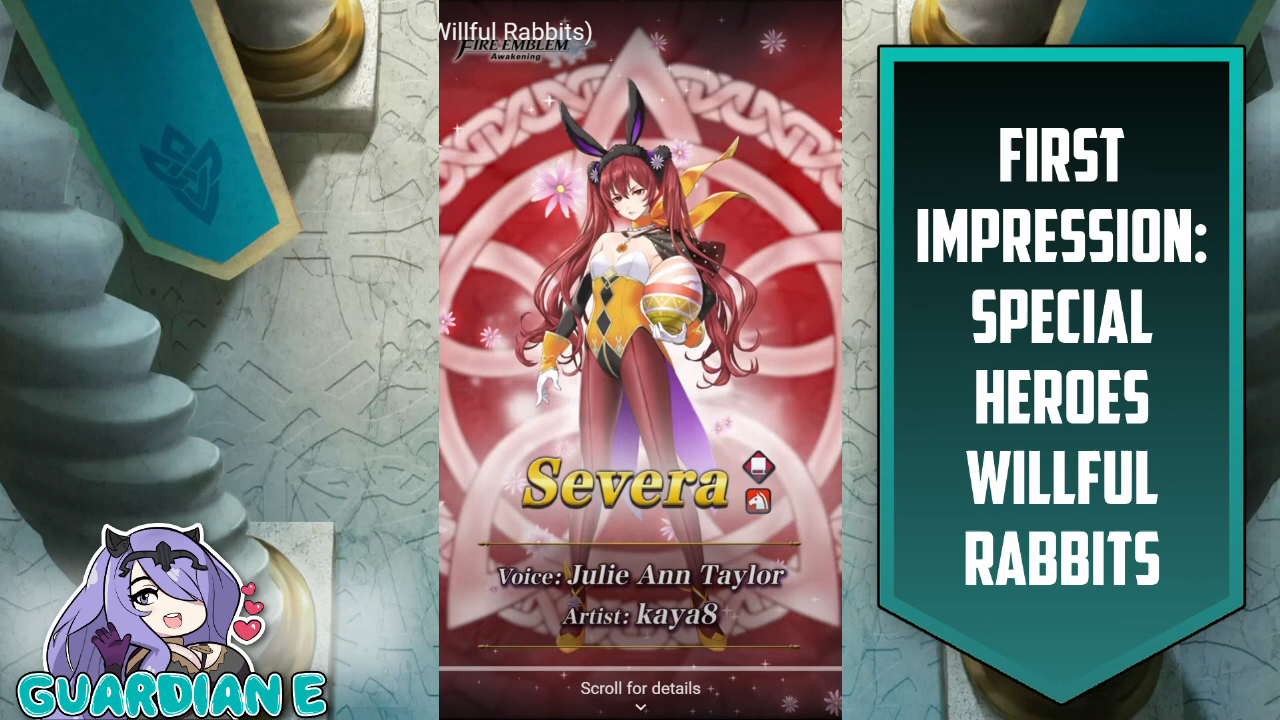 Willful Rabbits)
FIRE EMBLEM
Awakening
Severa
Voice: Julie Ann Taylor
Artist: kaya8
Scroll for details
GUARDIAN E
FIRST
IMPRESSION:
SPECIAL
HEROES
WILLFUL
RABBITS